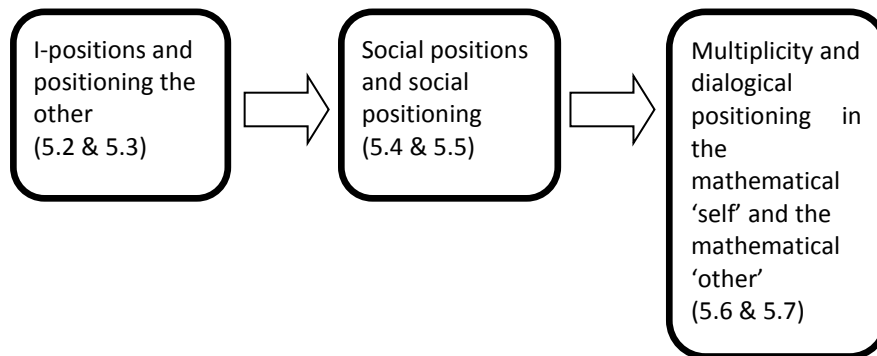 I-positions and
positioning the
other
(5.2 & 5.3)
Social positions
and social
positioning
(5.4 & 5.5)
Multiplicity and
dialogical
positioning in
the
mathematical
‘self’ and the
mathematical
‘other’
(5.6 & 5.7)